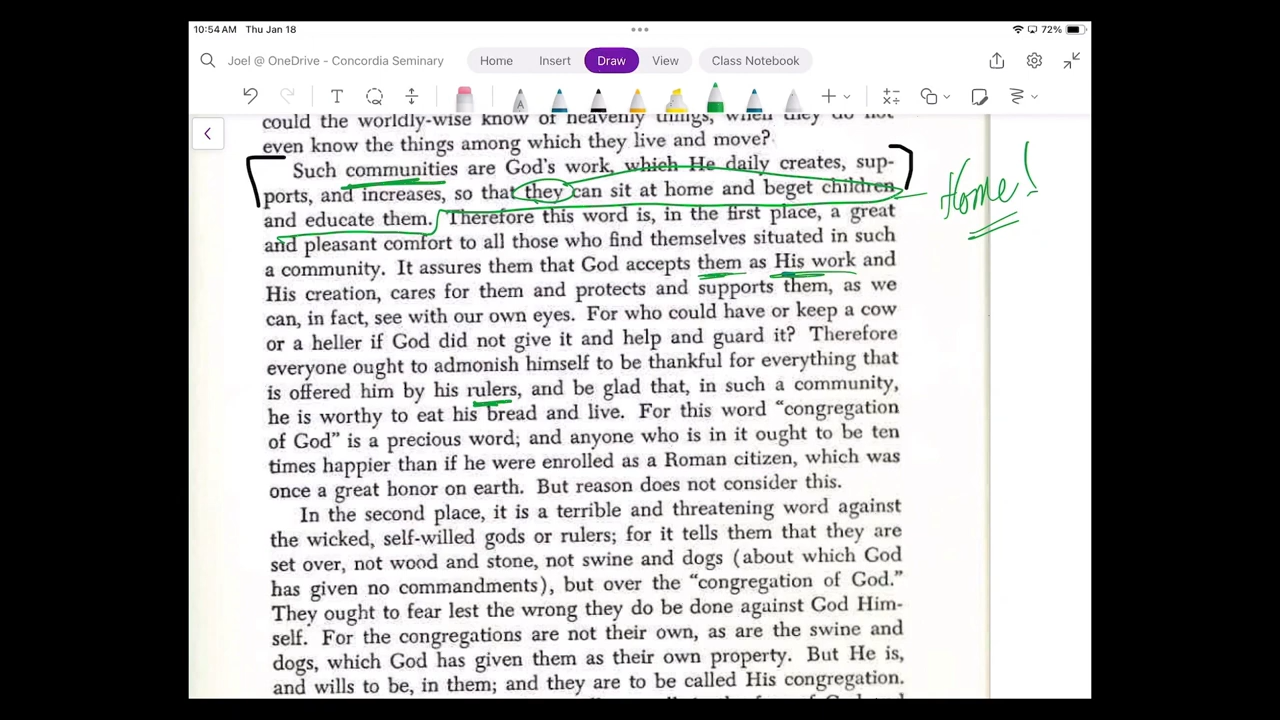 10:54 AM Thu Jan 18
72%
Joel @ OneDrive - Concordia Seminary
Home Insert Draw View Class Notebook
could the worldly-wise know of heavenly things, when they do not
even know the things among which they live and move?
Such communities are God's work, which He daily creates, sup-
ports, and increases, so that they can sit at home and beget children
Home!
and educate them. Therefore this word is, in the first place, a great
and pleasant comfort to all those who find themselves situated in such
a community. It assures them that God accepts them as His work and
His creation, cares for them and protects and supports them, as we
can, in fact, see with our own eyes. For who could have or keep a cow
or a heller if God did not give it and help and guard it? Therefore
everyone ought to admonish himself to be thankful for everything that
is offered him by his rulers, and be glad that, in such a community,
he is worthy to eat his bread and live. For this word “congregation
of God” is a precious word; and anyone who is in it ought to be ten
times happier than if he were enrolled as a Roman citizen, which was
once a great honor on earth. But reason does not consider this.
In the second place, it is a terrible and threatening word against
the wicked, self-willed gods or rulers; for it tells them that they are
set over, not wood and stone, not swine and dogs (about which God
has given no commandments), but over the “congregation of God.”
They ought to fear lest the wrong they do be done against God Him-
self. For the congregations are not their own, as are the swine and
dogs, which God has given them as their own property. But He is,
and wills to be, in them; and they are to be called His congregation.